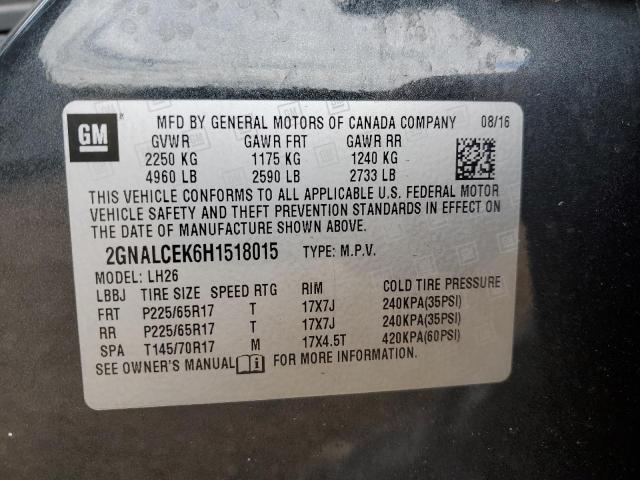 GM
MFD BY GENERAL MOTORS OF CANADA COMPANY 08/16
GVWR GAWR FRT GAWR RR
2250 KG 1175 KG 1240 KG
4960 LB 2590 LB 2733 LB
THIS VEHICLE CONFORMS TO ALL APPLICABLE U.S. FEDERAL MOTOR
VEHICLE SAFETY AND THEFT PREVENTION STANDARDS IN EFFECT ON
THE DATE OF MANUFACTURE SHOWN ABOVE.
2GNALCEK6H1518015 TYPE: M.P.V.
MODEL: LH26
LBBJ TIRE SIZE SPEED RTG RIM COLD TIRE PRESSURE
FRT P225/65R17 T 17X7J 240KPA(35PSI)
RR P225/65R17 T 17X7J 240KPA(35PSI)
SPA T145/70R17 M 17X4.5T 420KPA(60PSI)
SEE OWNER'S MANUAL i FOR MORE INFORMATION.